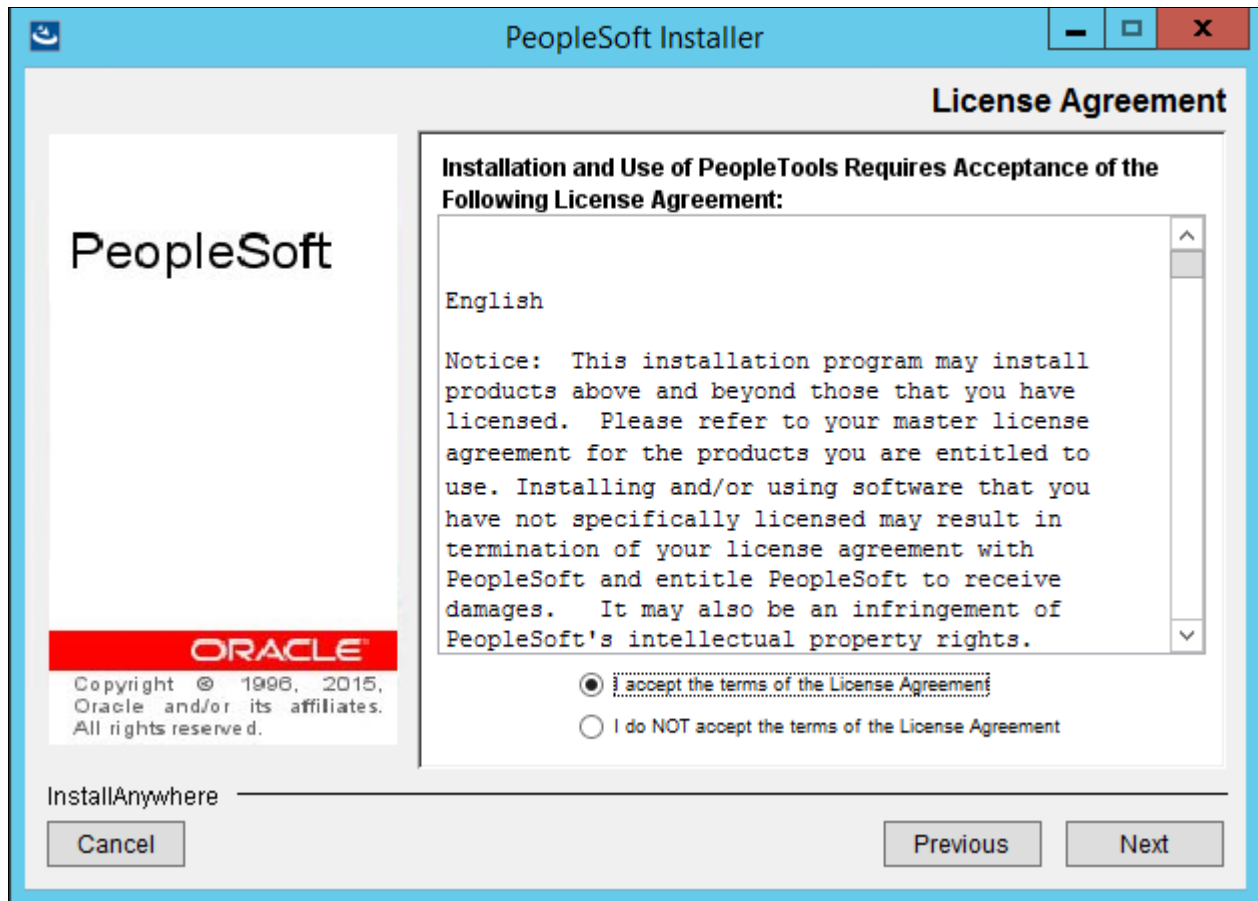 PeopleSoft Installer
X
License Agreement
PeopleSoft
ORACLE
Copyright © 1996, 2015,
Oracle and/or its affiliates.
All rights reserved.
Installation and Use of PeopleTools Requires Acceptance of the
Following License Agreement:
English
Notice:  This installation program may install
products above and beyond those that you have
licensed.  Please refer to your master license
agreement for the products you are entitled to
use. Installing and/or using software that you
have not specifically licensed may result in
termination of your license agreement with
PeopleSoft and entitle PeopleSoft to receive
damages.   It may also be an infringement of
PeopleSoft's intellectual property rights.
I accept the terms of the License Agreement
I do NOT accept the terms of the License Agreement
InstallAnywhere
Cancel
Previous
Next